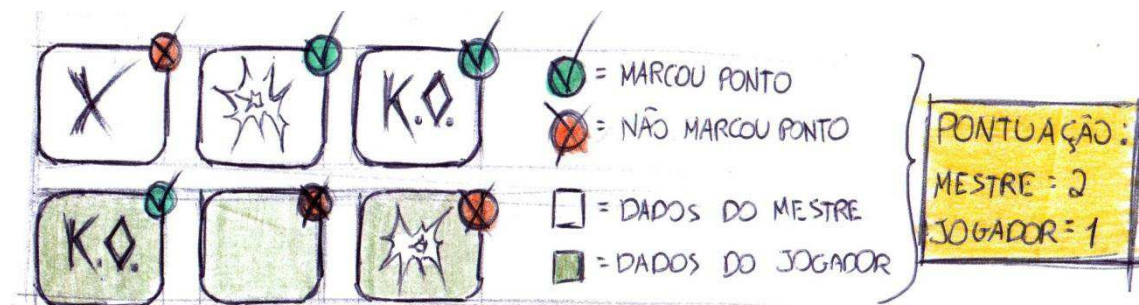 X
K.O.
K.O.
= MARCOU PONTO
= NÃO MARCOU PONTO
= DADOS DO MESTRE
= DADOS DO JOGADOR
PONTUAÇÃO:
MESTRE = 2
JOGADOR = 1